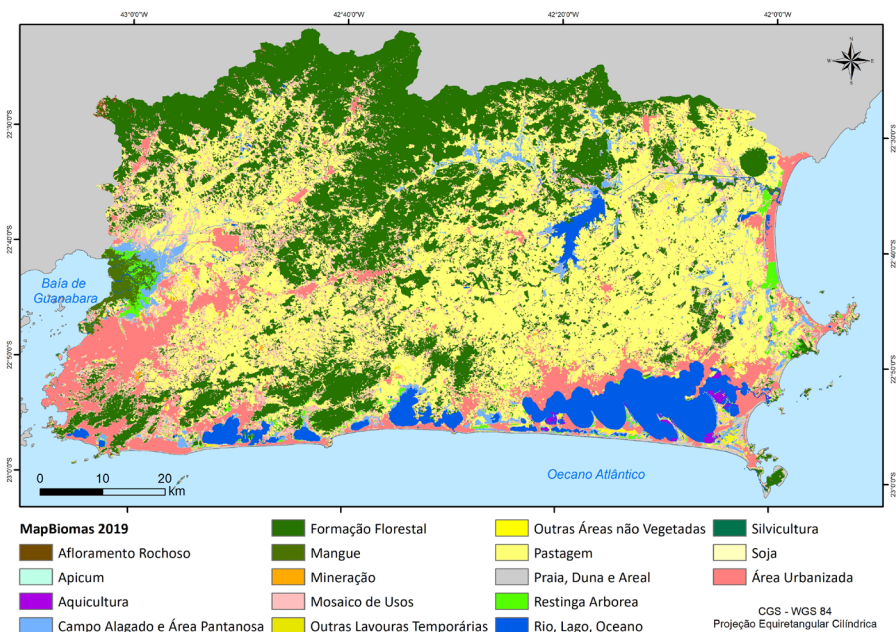 43°0'0"W 42°40'0"W 42°20'0"W 42°0'0"W
N
W E
S
22°30'0"S 22°30'0"S
22°40'0"S 22°40'0"S
Baía de
Guanabara
22°50'0"S 22°50'0"S
23°0'0"S 23°0'0"S
0 10 20
km
Oecano Atlântico
MapBiomas 2019
Afloramento Rochoso
Apicum
Aquicultura
Campo Alagado e Área Pantanosa
Formação Florestal
Mangue
Mineração
Mosaico de Usos
Outras Lavouras Temporárias
Outras Áreas não Vegetadas
Pastagem
Praia, Duna e Areal
Restinga Arborea
Rio, Lago, Oceano
Silvicultura
Soja
Área Urbanizada
CGS - WGS 84
Projeção Equiretangular Cilíndrica